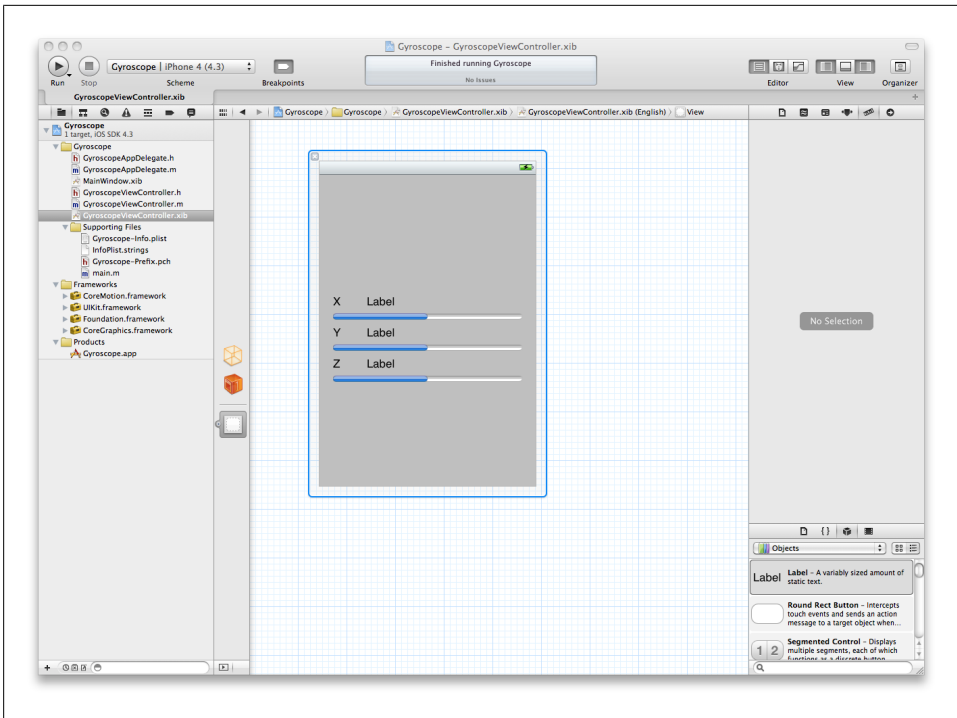 Gyroscope – GyroscopeViewController.xib
Gyroscope | iPhone 4 (4.3)
Finished running Gyroscope
No Issues
Run Stop Scheme Breakpoints Editor View Organizer
GyroscopeViewController.xib
Gyroscope
1 target, iOS SDK 4.3
Gyroscope Gyroscope GyroscopeViewController.xib GyroscopeViewController.xib (English) View
Gyroscope
h GyroscopeAppDelegate.h
m GyroscopeAppDelegate.m
MainWindow.xib
h GyroscopeViewController.h
m GyroscopeViewController.m
GyroscopeViewController.xib
Supporting Files
Gyroscope-Info.plist
InfoPlist.strings
h Gyroscope-Prefix.pch
m main.m
Frameworks
CoreMotion.framework
UIKit.framework
Foundation.framework
CoreGraphics.framework
Products
Gyroscope.app
X Label
Y Label
Z Label
No Selection
{}
Objects
Label
Label – A variably sized amount of
static text.
Round Rect Button – Intercepts
touch events and sends an action
message to a target object when...
1 2
Segmented Control – Displays
multiple segments, each of which
functions as a discrete button